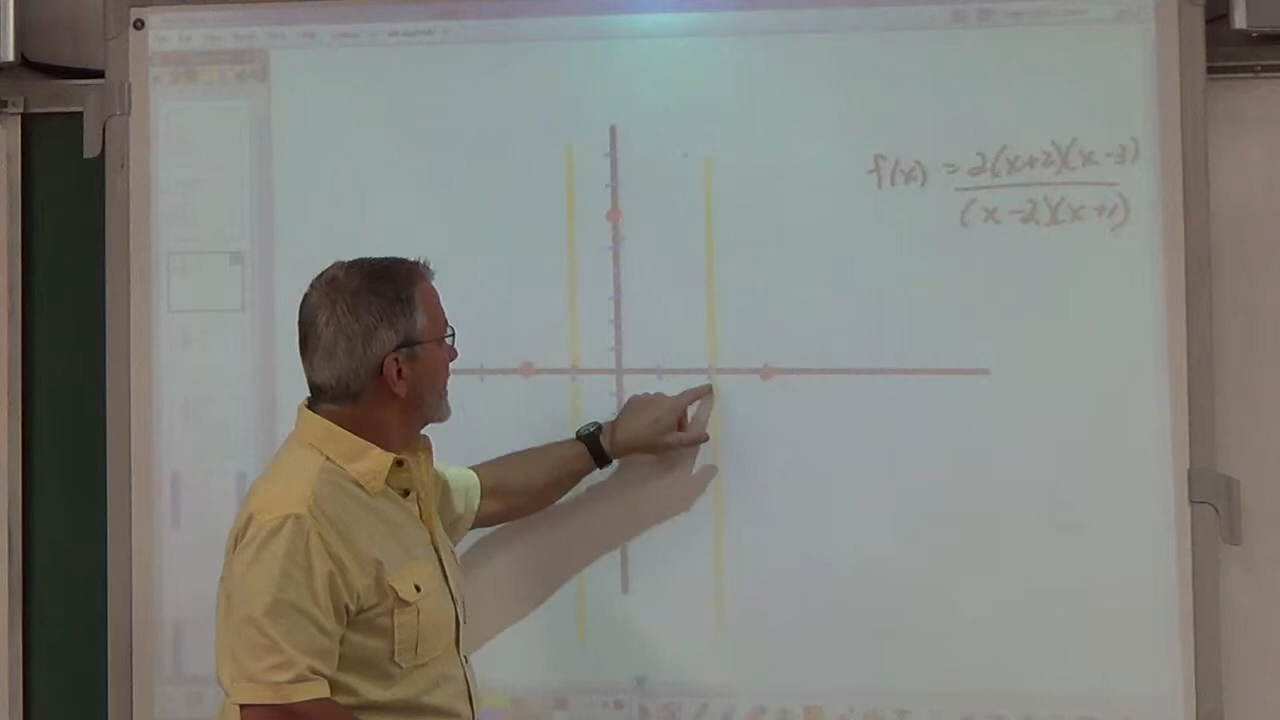 f(x) = 2(x+2)(x-3)
(x-2)(x+1)